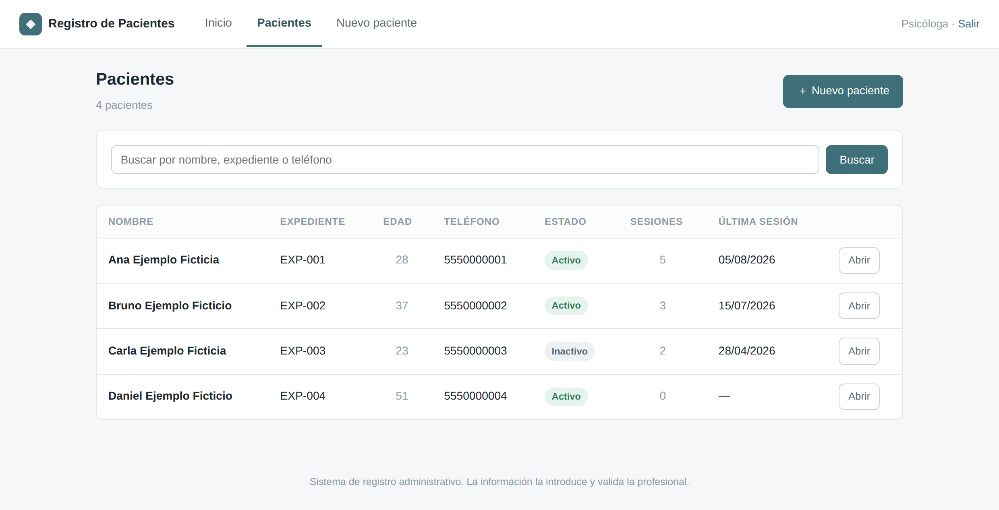 Registro de Pacientes Inicio Pacientes Nuevo paciente Psicóloga · Salir
Pacientes
4 pacientes
+ Nuevo paciente
Buscar por nombre, expediente o teléfono Buscar
NOMBRE EXPEDIENTE EDAD TELÉFONO ESTADO SESIONES ÚLTIMA SESIÓN
Ana Ejemplo Ficticia EXP-001 28 5550000001 Activo 5 05/08/2026 Abrir
Bruno Ejemplo Ficticio EXP-002 37 5550000002 Activo 3 15/07/2026 Abrir
Carla Ejemplo Ficticia EXP-003 23 5550000003 Inactivo 2 28/04/2026 Abrir
Daniel Ejemplo Ficticio EXP-004 51 5550000004 Activo 0 — Abrir
Sistema de registro administrativo. La información la introduce y valida la profesional.